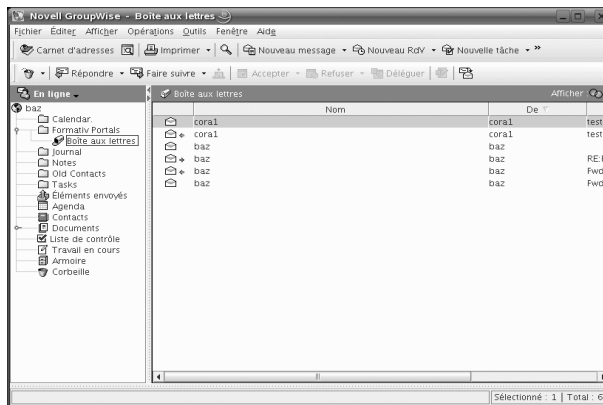 Novell GroupWise - Boîte aux lettres
Fichier Éditer Afficher Opérations Outils Fenêtre Aide
Carnet d'adresses Imprimer Nouveau message Nouveau RdV Nouvelle tâche »
Répondre Faire suivre Accepter Refuser Déléguer
En ligne Boîte aux lettres Afficher :
baz Nom De
Calendar. cora1 cora1 test
Formativ Portals cora1 cora1 test
Boîte aux lettres baz baz
Journal baz baz RE:
Notes baz baz Fwd
Old Contacts baz baz Fwd
Tasks
Éléments envoyés
Agenda
Contacts
Documents
Liste de contrôle
Travail en cours
Armoire
Corbeille
Sélectionné : 1 Total : 6